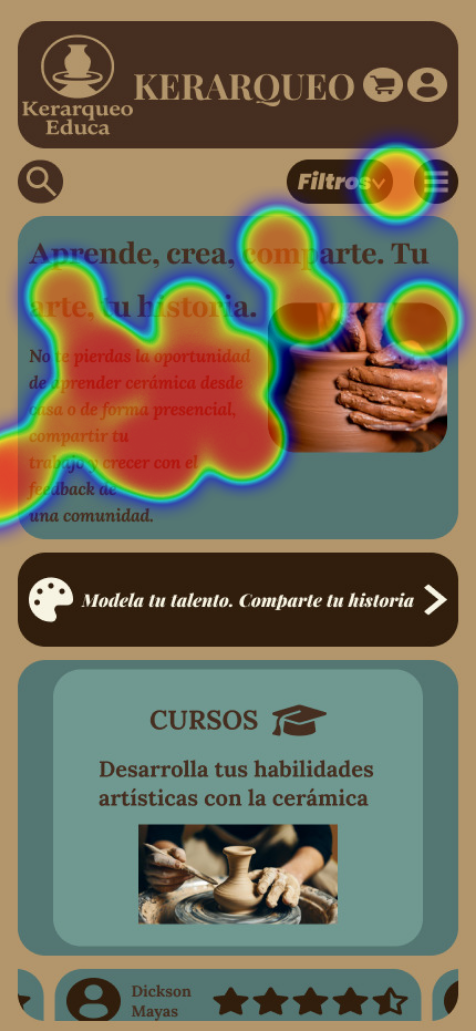 Kerarqueo
Educa
KERARQUEO
Filtros
Aprende, crea, comparte. Tu
arte, tu historia.
No te pierdas la oportunidad
de aprender cerámica desde
casa o de forma presencial,
compartir tu
trabajo y crecer con el
feedback de
una comunidad.
Modela tu talento. Comparte tu historia
CURSOS
Desarrolla tus habilidades
artísticas con la cerámica
Dickson
Mayas